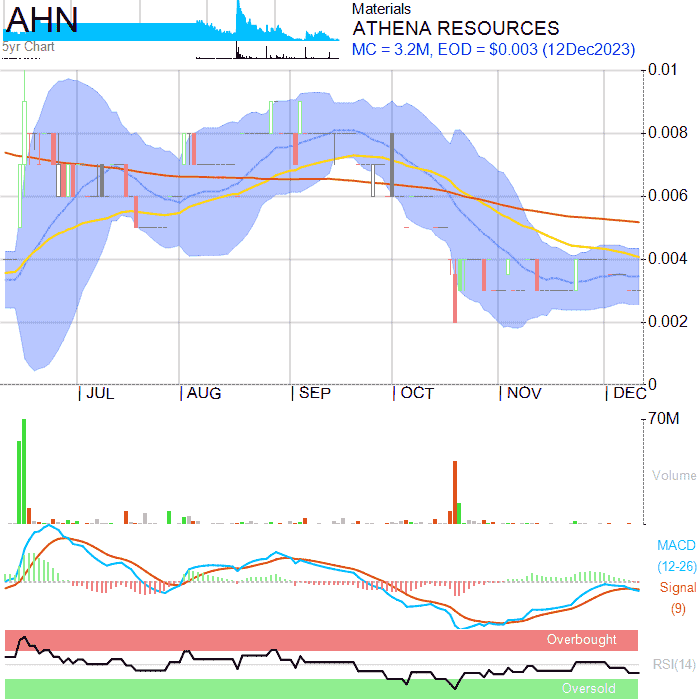 AHN
5yr Chart
Materials
ATHENA RESOURCES
MC = 3.2M, EOD = $0.003 (12Dec2023)
0.01
0.008
0.006
0.004
0.002
0
JUL AUG SEP OCT NOV DEC
70M
Volume
MACD
(12-26)
Signal
(9)
Overbought
RSI(14)
Oversold